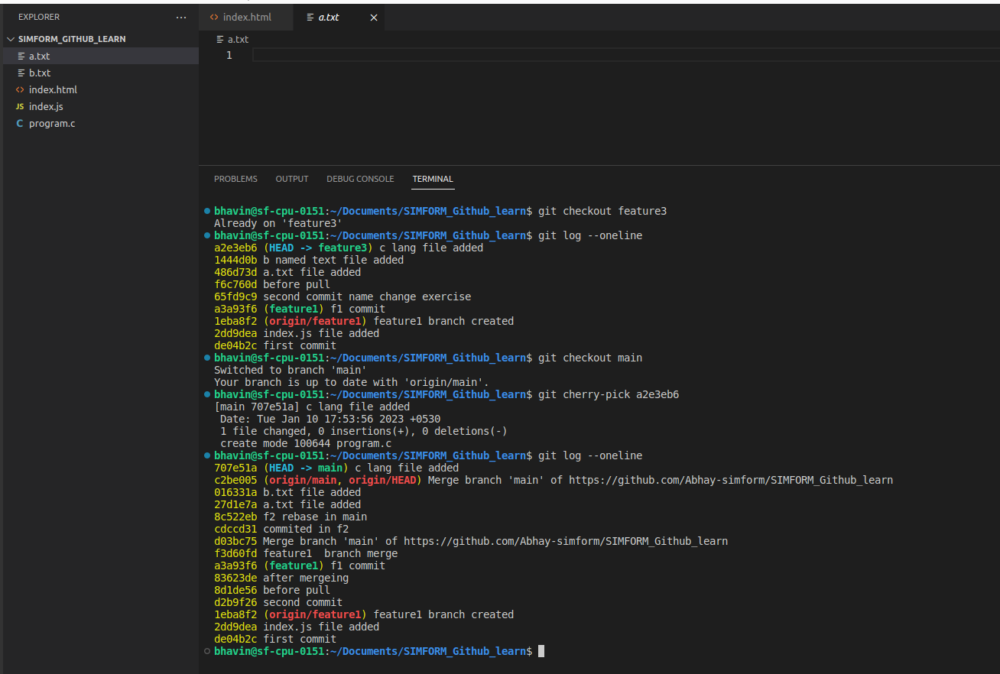 EXPLORER ...
SIMFORM_GITHUB_LEARN
a.txt
b.txt
<> index.html
JS index.js
C program.c
<> index.html
a.txt
a.txt
1
PROBLEMS OUTPUT DEBUG CONSOLE TERMINAL
bhavin@sf-cpu-0151:~/Documents/SIMFORM_Github_learn$ git checkout feature3
Already on 'feature3'
bhavin@sf-cpu-0151:~/Documents/SIMFORM_Github_learn$ git log --oneline
a2e3eb6 (HEAD -> feature3) c lang file added
1444d0b b named text file added
486d73d a.txt file added
f6c760d before pull
65fd9c9 second commit name change exercise
a3a93f6 (feature1) f1 commit
1eba8f2 (origin/feature1) feature1 branch created
2dd9dea index.js file added
de04b2c first commit
bhavin@sf-cpu-0151:~/Documents/SIMFORM_Github_learn$ git checkout main
Switched to branch 'main'
Your branch is up to date with 'origin/main'.
bhavin@sf-cpu-0151:~/Documents/SIMFORM_Github_learn$ git cherry-pick a2e3eb6
[main 707e51a] c lang file added
Date: Tue Jan 10 17:53:56 2023 +0530
1 file changed, 0 insertions(+), 0 deletions(-)
create mode 100644 program.c
bhavin@sf-cpu-0151:~/Documents/SIMFORM_Github_learn$ git log --oneline
707e51a (HEAD -> main) c lang file added
c2be005 (origin/main, origin/HEAD) Merge branch 'main' of https://github.com/Abhay-simform/SIMFORM_Github_learn
016331a b.txt file added
27d1e7a a.txt file added
8c522eb f2 rebase in main
cdccd31 commited in f2
d03bc75 Merge branch 'main' of https://github.com/Abhay-simform/SIMFORM_Github_learn
f3d60fd feature1  branch merge
a3a93f6 (feature1) f1 commit
83623de after mergeing
8d1de56 before pull
d2b9f26 second commit
1eba8f2 (origin/feature1) feature1 branch created
2dd9dea index.js file added
de04b2c first commit
bhavin@sf-cpu-0151:~/Documents/SIMFORM_Github_learn$